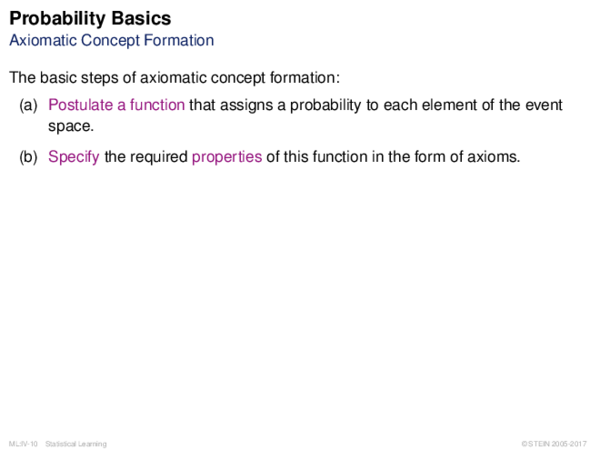 Probability Basics
Axiomatic Concept Formation
The basic steps of axiomatic concept formation:
(a) Postulate a function that assigns a probability to each element of the event
space.
(b) Specify the required properties of this function in the form of axioms.
ML:IV-10 Statistical Learning
© STEIN 2005-2017